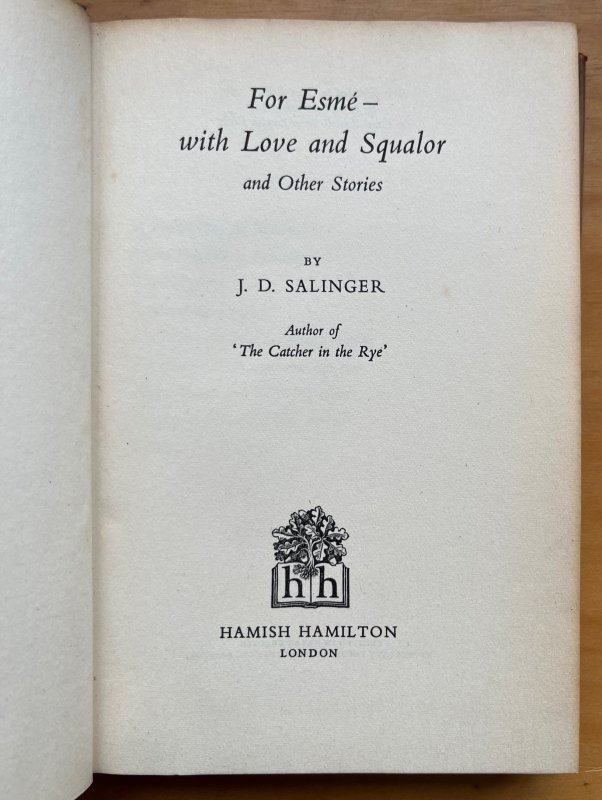 For Esmé –
with Love and Squalor
and Other Stories
BY
J. D. SALINGER
Author of
‘The Catcher in the Rye’
h h
HAMISH HAMILTON
LONDON